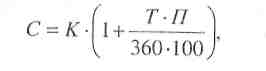 С = К · (1 + Т · П / 360 · 100),